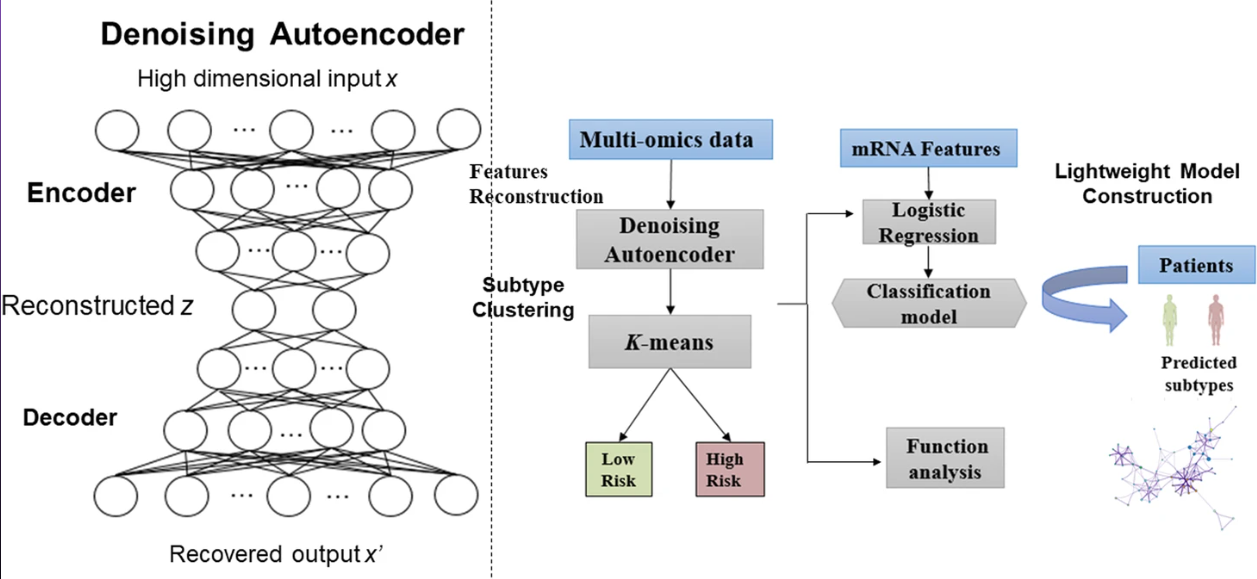 Denoising Autoencoder
High dimensional input x
...
...
Encoder
...
...
...
Reconstructed z
...
...
Decoder
...
...
...
Recovered output x’
Features
Reconstruction
Subtype
Clustering
Multi-omics data
Denoising
Autoencoder
K-means
Low
Risk
High
Risk
mRNA Features
Logistic
Regression
Classification
model
Function
analysis
Lightweight Model
Construction
Patients
Predicted
subtypes